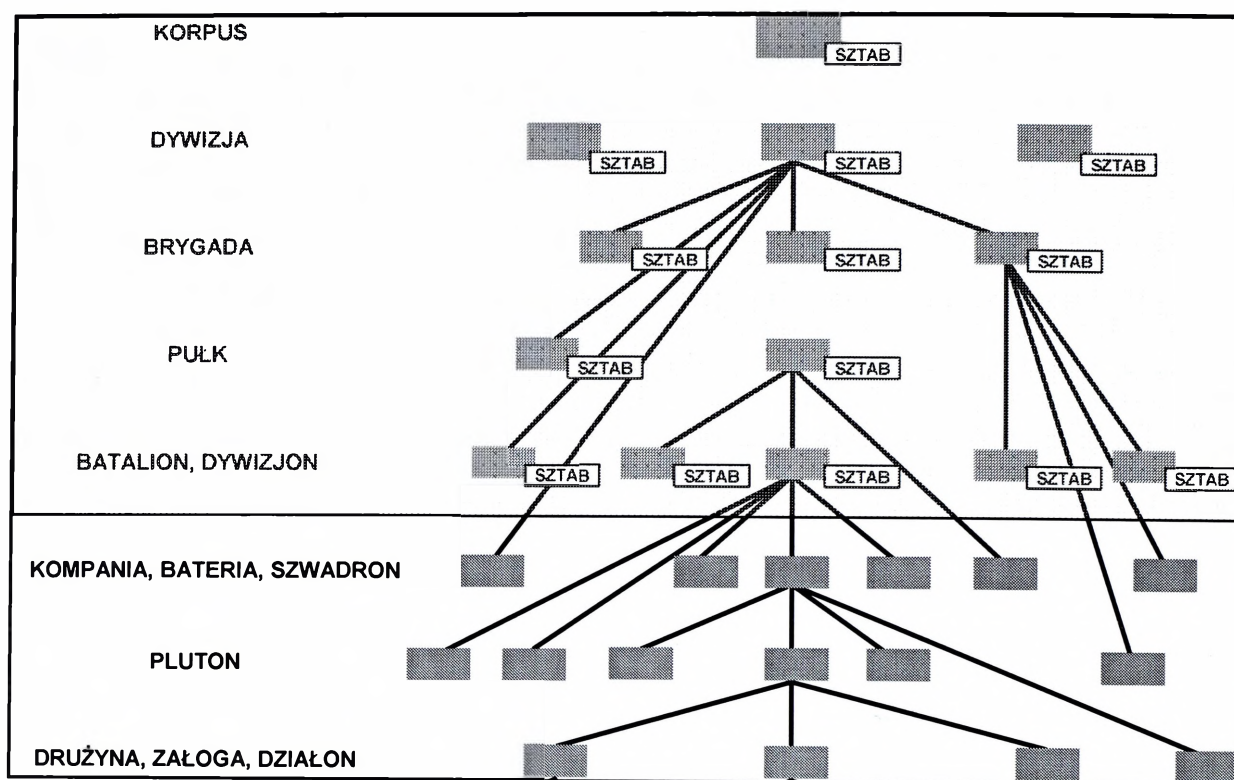 KORPUS
SZTAB
DYWIZJA
SZTAB SZTAB SZTAB
BRYGADA
SZTAB SZTAB SZTAB
PUŁK
SZTAB SZTAB
BATALION, DYWIZJON
SZTAB SZTAB SZTAB SZTAB SZTAB
KOMPANIA, BATERIA, SZWADRON
PLUTON
DRUŻYNA, ZAŁOGA, DZIAŁON